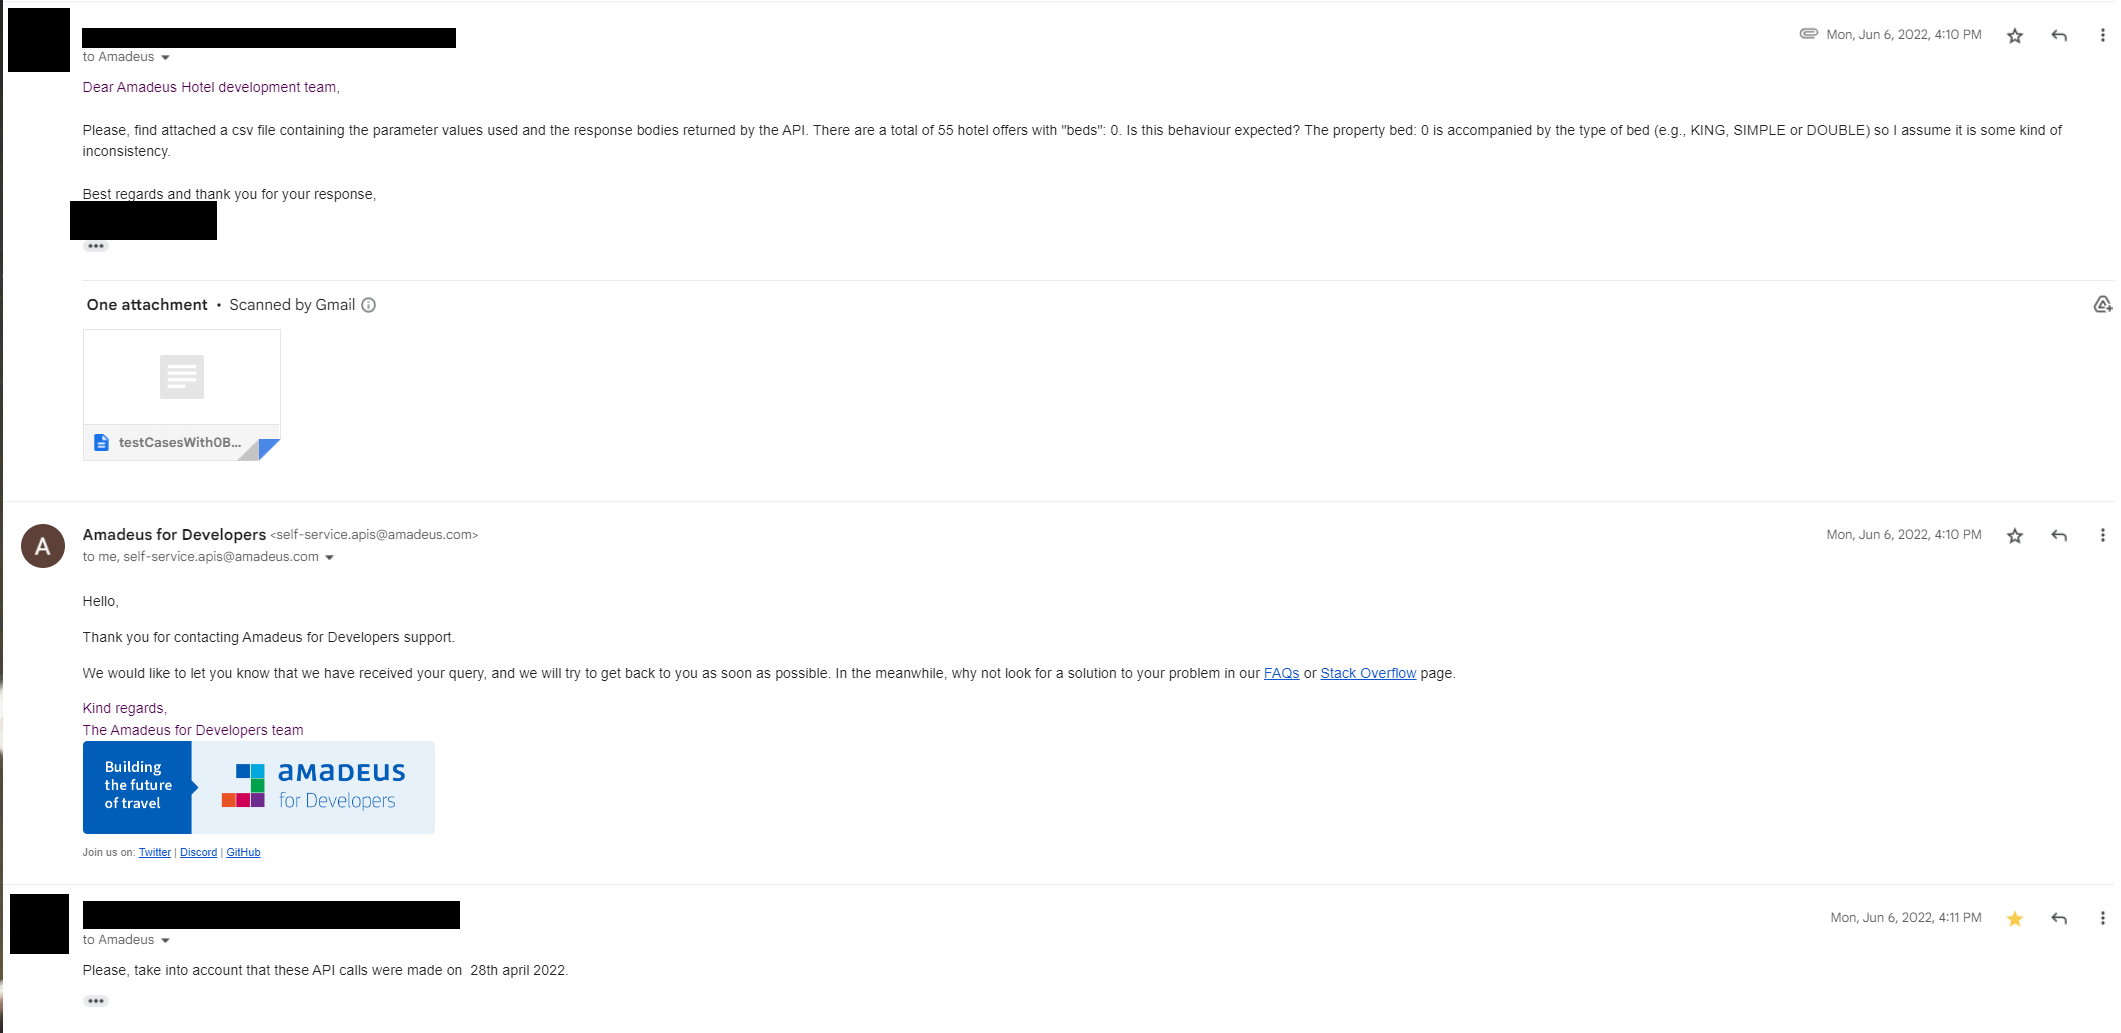 Mon, Jun 6, 2022, 4:10 PM
to Amadeus
Dear Amadeus Hotel development team,
Please, find attached a csv file containing the parameter values used and the response bodies returned by the API. There are a total of 55 hotel offers with "beds": 0. Is this behaviour expected? The property bed: 0 is accompanied by the type of bed (e.g., KING, SIMPLE or DOUBLE) so I assume it is some kind of
inconsistency.
Best regards and thank you for your response,
One attachment • Scanned by Gmail
testCasesWith0B...
Amadeus for Developers <self-service.apis@amadeus.com>
Mon, Jun 6, 2022, 4:10 PM
to me, self-service.apis@amadeus.com
Hello,
Thank you for contacting Amadeus for Developers support.
We would like to let you know that we have received your query, and we will try to get back to you as soon as possible. In the meanwhile, why not look for a solution to your problem in our FAQs or Stack Overflow page.
Kind regards,
The Amadeus for Developers team
Building
the future
of travel
amadeus
for Developers
Join us on: Twitter | Discord | GitHub
Mon, Jun 6, 2022, 4:11 PM
to Amadeus
Please, take into account that these API calls were made on  28th april 2022.